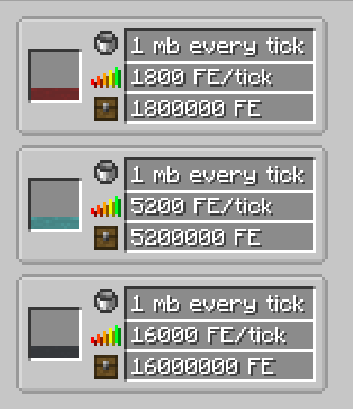 1 mb every tick
1800 FE/tick
1800000 FE
1 mb every tick
5200 FE/tick
5200000 FE
1 mb every tick
16000 FE/tick
16000000 FE